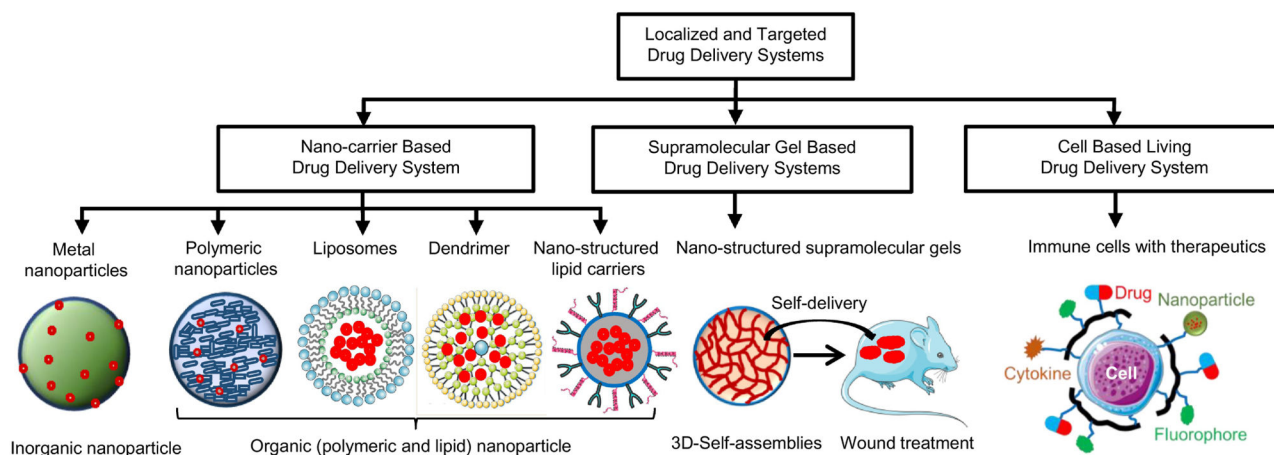 Localized and Targeted
Drug Delivery Systems
Nano-carrier Based
Drug Delivery System
Supramolecular Gel Based
Drug Delivery Systems
Cell Based Living
Drug Delivery System
Metal
nanoparticles
Polymeric
nanoparticles
Liposomes
Dendrimer
Nano-structured
lipid carriers
Nano-structured supramolecular gels
Immune cells with therapeutics
Self-delivery
Drug
Nanoparticle
Cytokine
Cell
Fluorophore
Inorganic nanoparticle
Organic (polymeric and lipid) nanoparticle
3D-Self-assemblies
Wound treatment